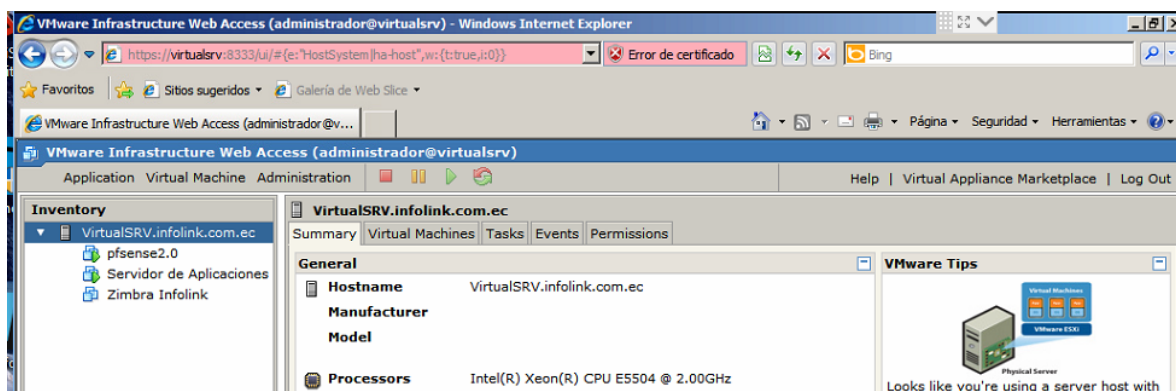 VMware Infrastructure Web Access (administrador@virtualsrv) - Windows Internet Explorer
https://virtualsrv:8333/ui/#{e:"HostSystem|ha-host",w:{t:true,i:0}}
Error de certificado
Bing
Favoritos
Sitios sugeridos
Galería de Web Slice
VMware Infrastructure Web Access (administrador@v...
Página
Seguridad
Herramientas
VMware Infrastructure Web Access (administrador@virtualsrv)
Application Virtual Machine Administration
Help | Virtual Appliance Marketplace | Log Out
Inventory
VirtualSRV.infolink.com.ec
pfsense2.0
Servidor de Aplicaciones
Zimbra Infolink
VirtualSRV.infolink.com.ec
Summary Virtual Machines Tasks Events Permissions
General
Hostname VirtualSRV.infolink.com.ec
Manufacturer
Model
Processors Intel(R) Xeon(R) CPU E5504 @ 2.00GHz
VMware Tips
Virtual Machines
VMware ESXi
Physical Server
Looks like you're using a server host with